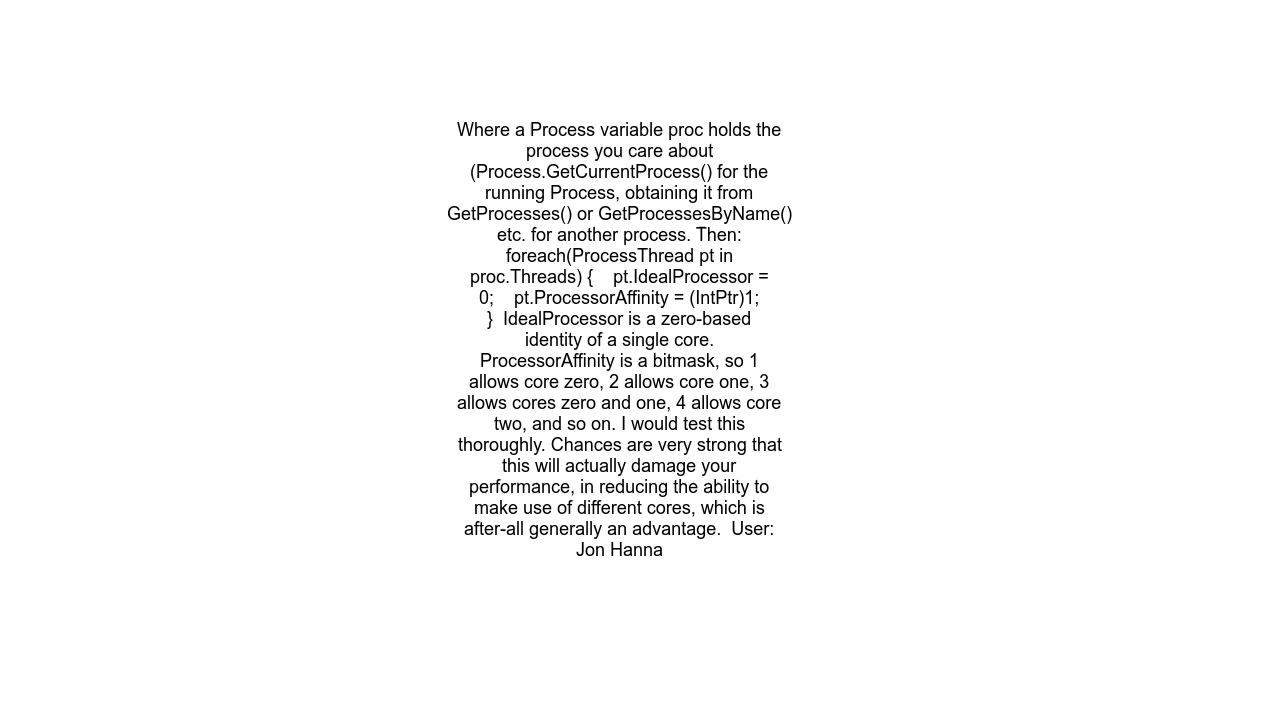 Where a Process variable proc holds the
process you care about
(Process.GetCurrentProcess() for the
running Process, obtaining it from
GetProcesses() or GetProcessesByName()
etc. for another process. Then:
foreach(ProcessThread pt in
proc.Threads) {    pt.IdealProcessor =
0;    pt.ProcessorAffinity = (IntPtr)1;
}  IdealProcessor is a zero-based
identity of a single core.
ProcessorAffinity is a bitmask, so 1
allows core zero, 2 allows core one, 3
allows cores zero and one, 4 allows core
two, and so on. I would test this
thoroughly. Chances are very strong that
this will actually damage your
performance, in reducing the ability to
make use of different cores, which is
after-all generally an advantage.  User:
Jon Hanna